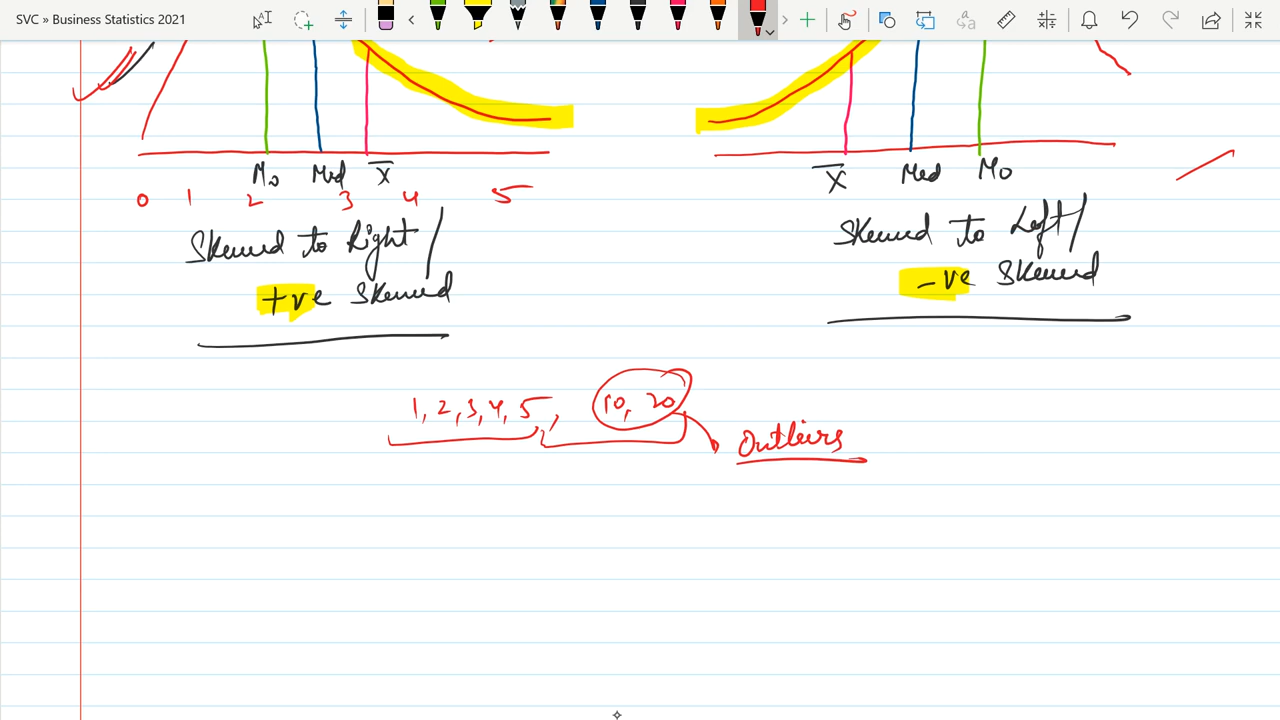 SVC » Business Statistics 2021
Mo Med X̅
0 1 2 3 4 5
Skewed to Right/
+ve Skewed
X̅ Med Mo
Skewed to Left/
-ve Skewed
1, 2, 3, 4, 5, 10, 20
Outliers